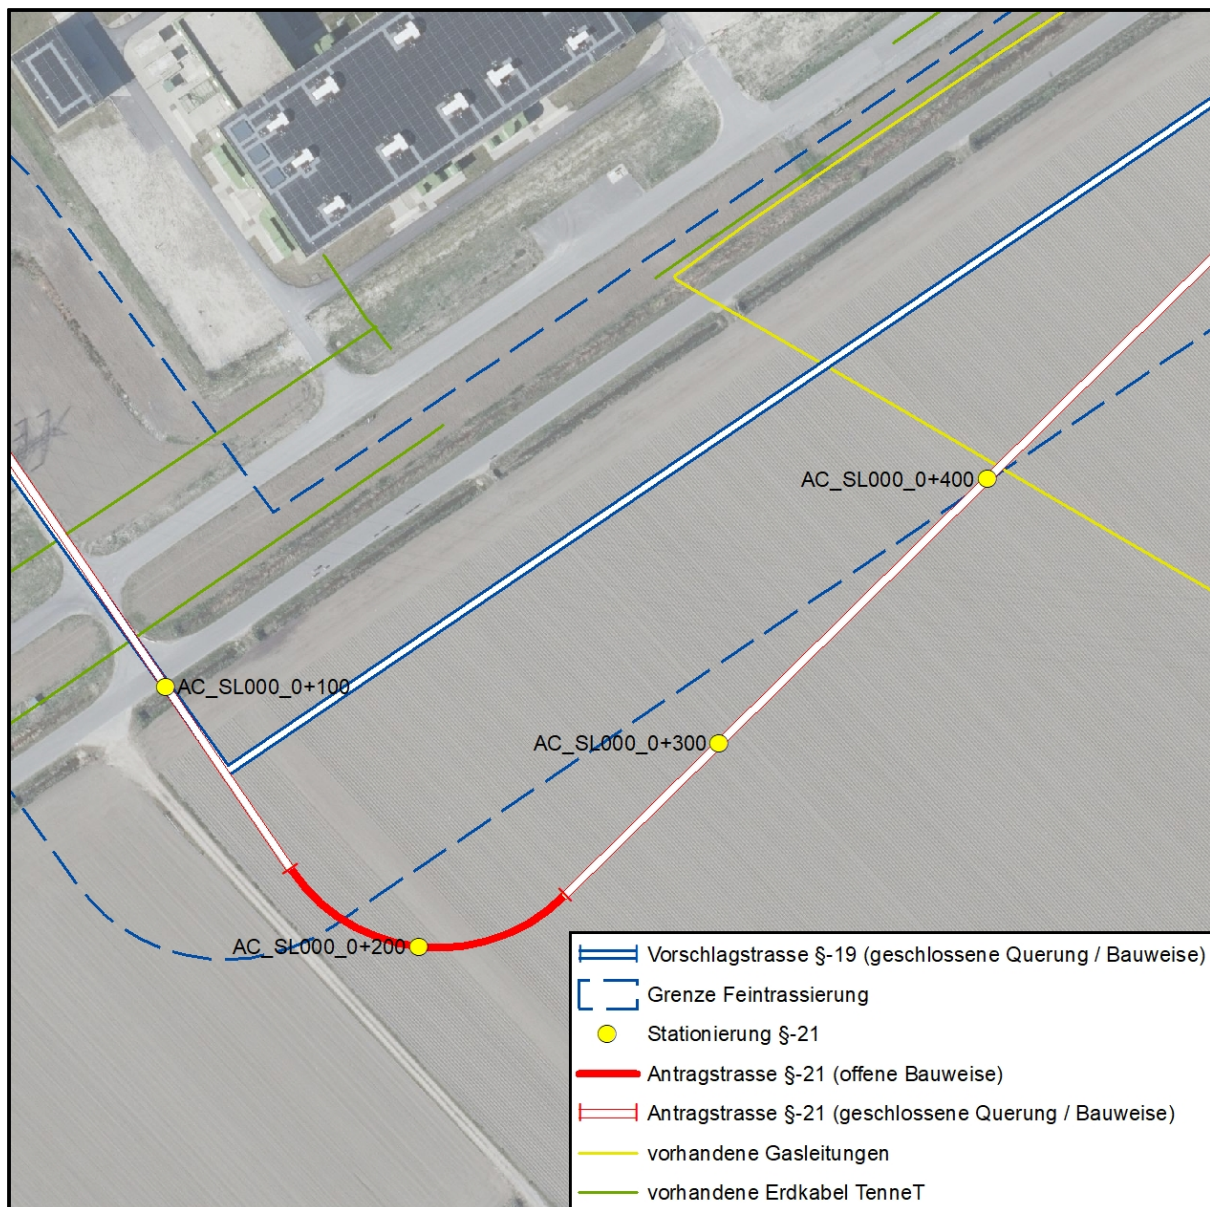 AC_SL000_0+400
AC_SL000_0+100
AC_SL000_0+300
AC_SL000_0+200
Vorschlagstrasse §-19 (geschlossene Querung / Bauweise)
Grenze Feintrassierung
Stationierung §-21
Antragstrasse §-21 (offene Bauweise)
Antragstrasse §-21 (geschlossene Querung / Bauweise)
vorhandene Gasleitungen
vorhandene Erdkabel TenneT